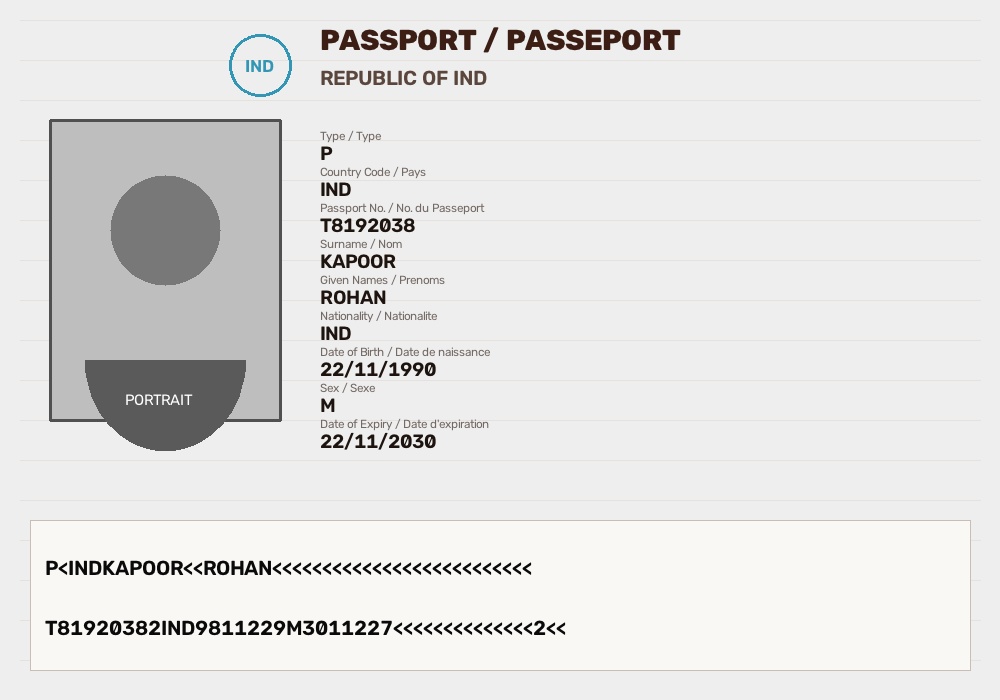 IND
PASSPORT / PASSEPORT
REPUBLIC OF IND
Type / Type
P
Country Code / Pays
IND
Passport No. / No. du Passeport
T8192038
Surname / Nom
KAPOOR
Given Names / Prenoms
ROHAN
Nationality / Nationalite
IND
Date of Birth / Date de naissance
22/11/1990
Sex / Sexe
M
Date of Expiry / Date d'expiration
22/11/2030
PORTRAIT
P<INDKAPOOR<<ROHAN<<<<<<<<<<<<<<<<<<<<<<<<<<
T81920382IND9811229M3011227<<<<<<<<<<<<<<2<<